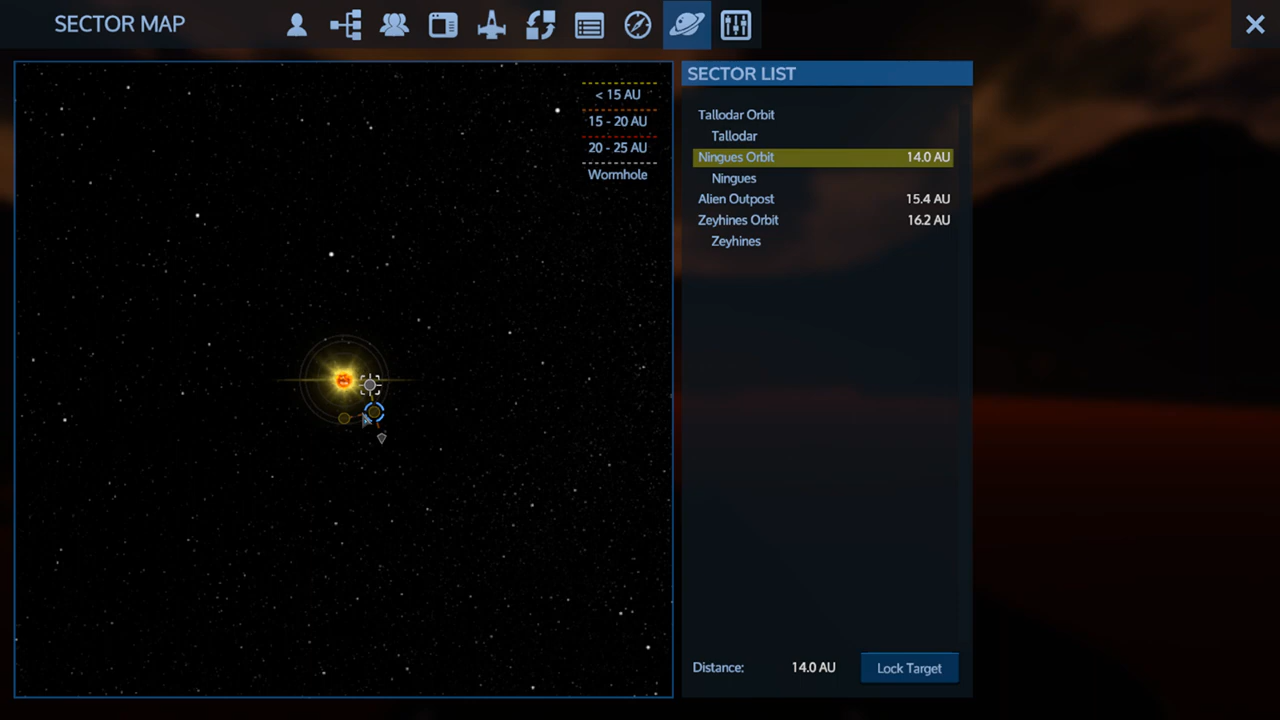 SECTOR MAP
< 15 AU
15 - 20 AU
20 - 25 AU
Wormhole
SECTOR LIST
Tallodar Orbit
Tallodar
Ningues Orbit 14.0 AU
Ningues
Alien Outpost 15.4 AU
Zeyhines Orbit 16.2 AU
Zeyhines
Distance: 14.0 AU Lock Target